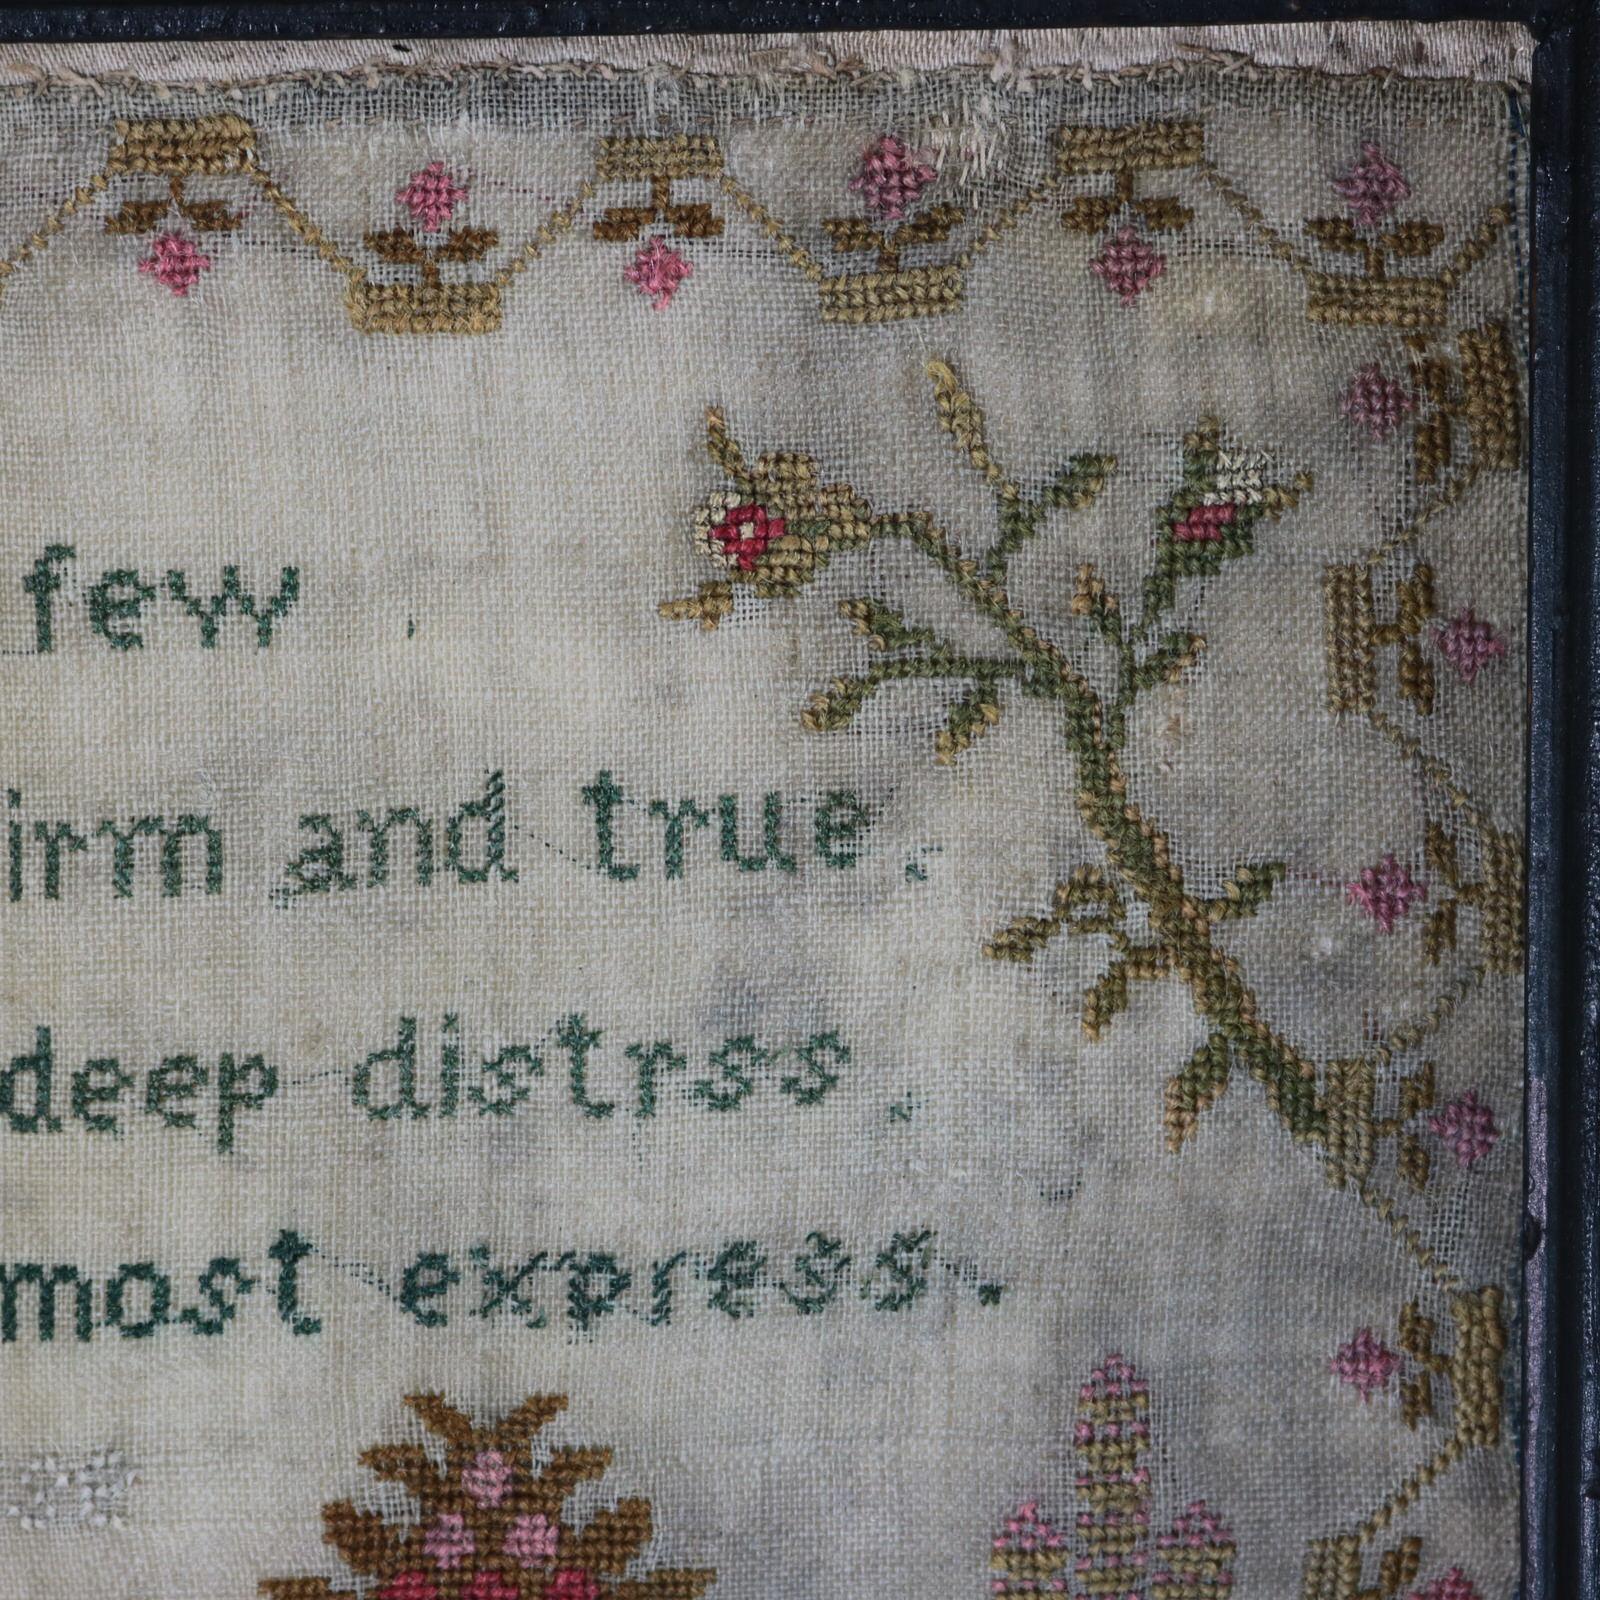 few
irm and true,
deep distrss,
most express.